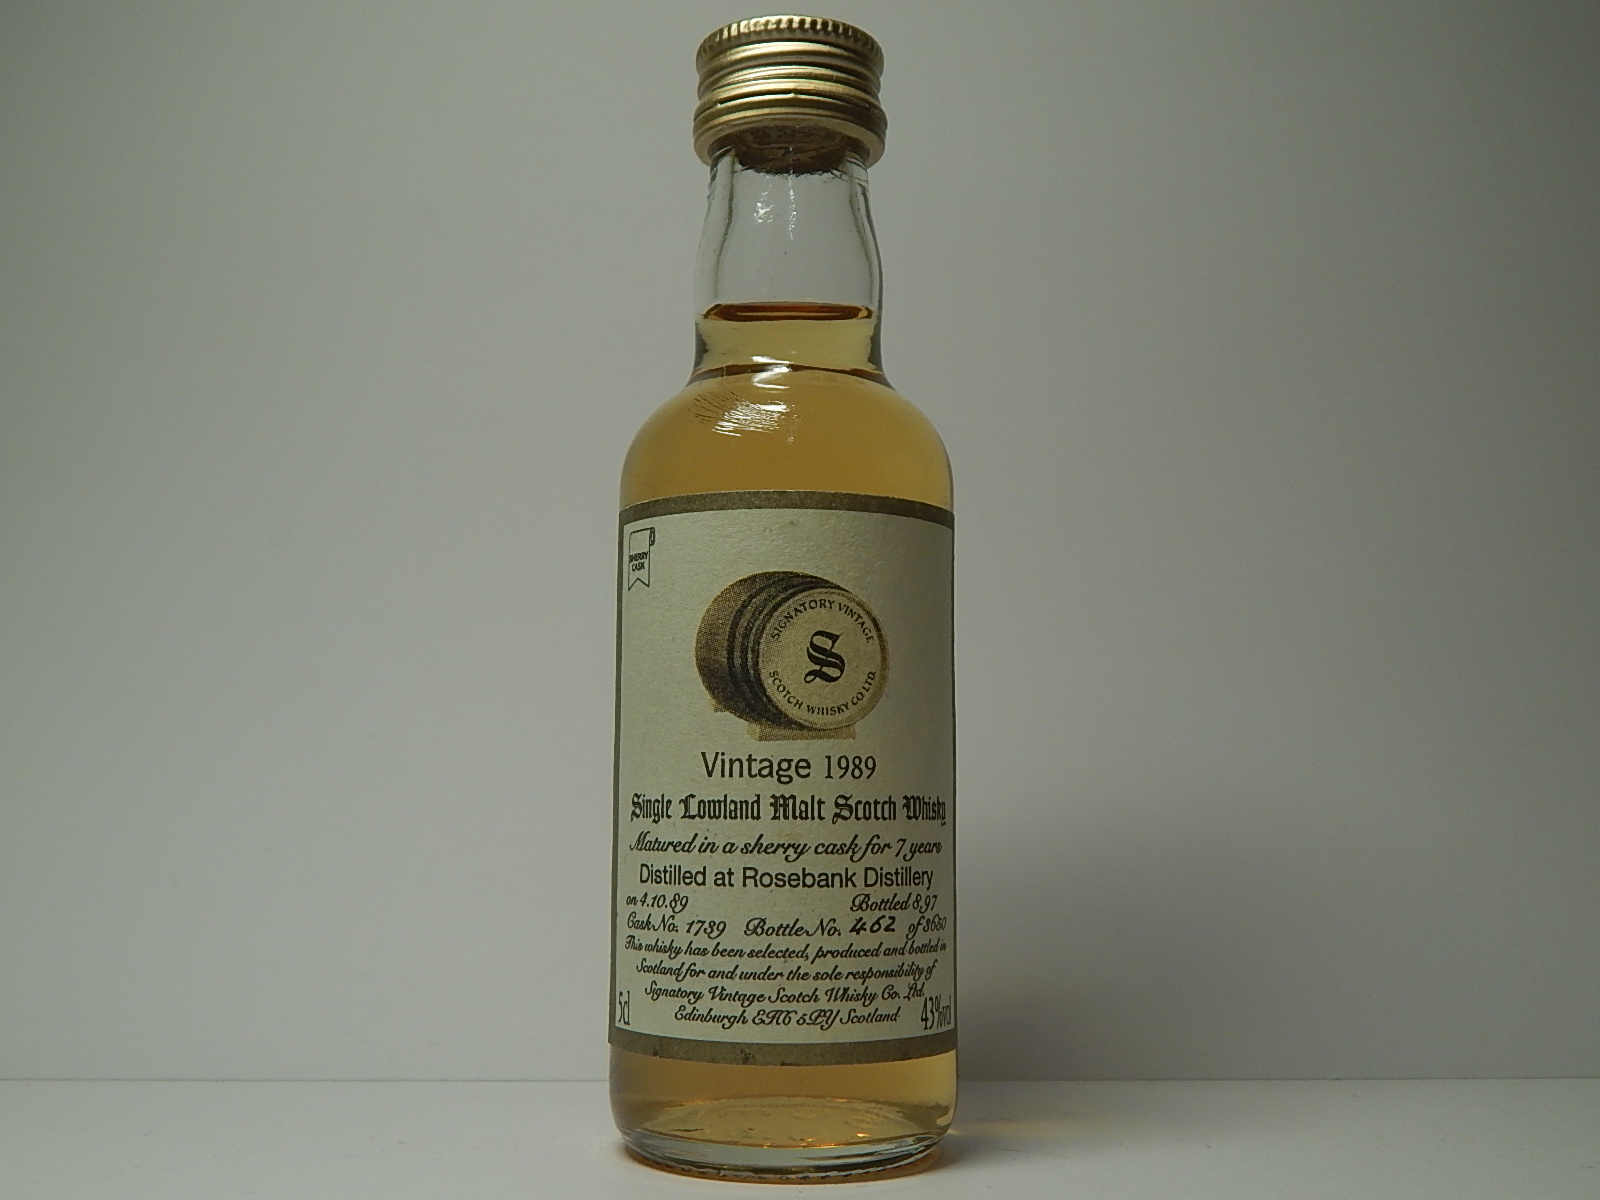 SHERRY
CASK
SIGNATORY VINTAGE
S
SCOTCH WHISKY CO LTD.
Vintage 1989
Single Lowland Malt Scotch Whisky
Matured in a sherry cask for 7 years
Distilled at Rosebank Distillery
on 4.10.89 Bottled 8.97
Cask No. 1739 Bottle No. 462 of 3650
This whisky has been selected, produced and bottled in
Scotland for and under the sole responsibility of
Signatory Vintage Scotch Whisky Co. Ltd.
Edinburgh EH6 5PY Scotland
5cl 43%vol